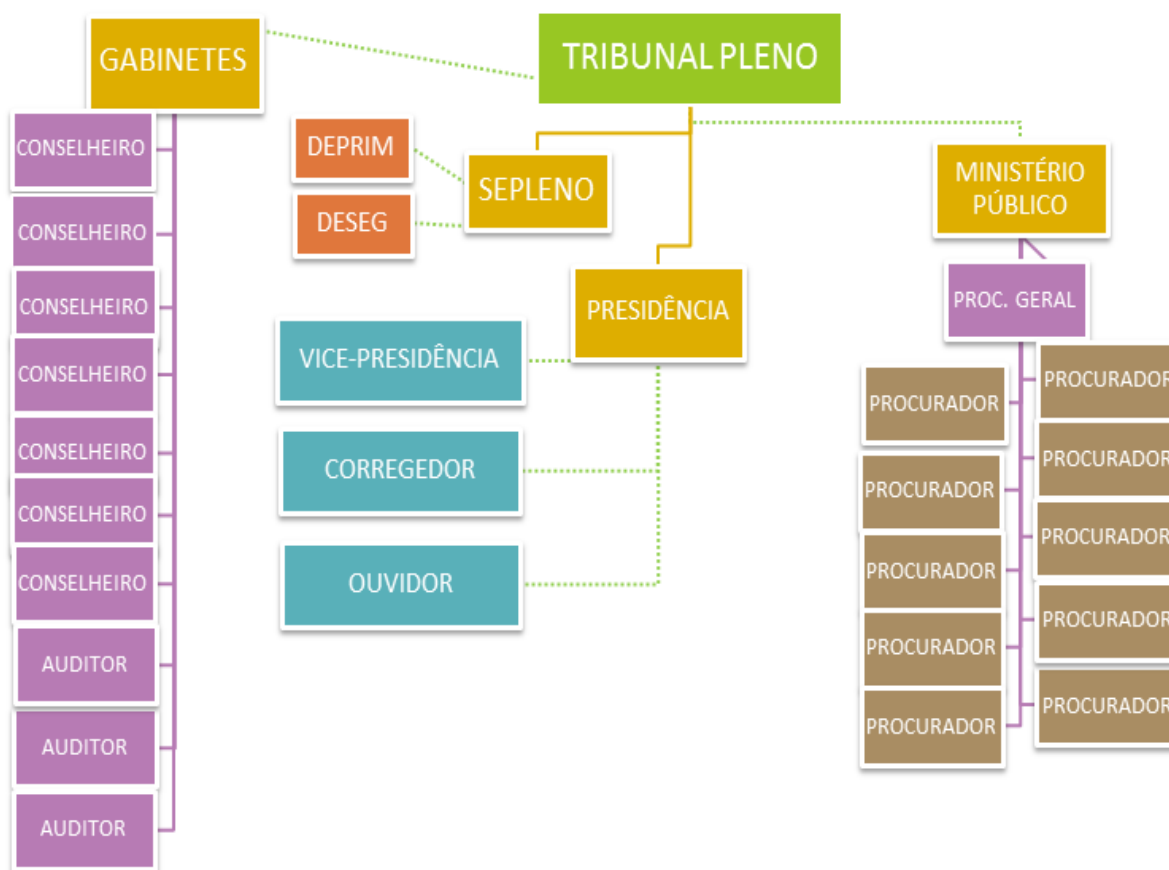 GABINETES
CONSELHEIRO
CONSELHEIRO
CONSELHEIRO
CONSELHEIRO
CONSELHEIRO
CONSELHEIRO
CONSELHEIRO
AUDITOR
AUDITOR
AUDITOR
TRIBUNAL PLENO
DEPRIM
DESEG
SEPLENO
PRESIDÊNCIA
VICE-PRESIDÊNCIA
CORREGEDOR
OUVIDOR
MINISTÉRIO
PÚBLICO
PROC. GERAL
PROCURADOR
PROCURADOR
PROCURADOR
PROCURADOR
PROCURADOR
PROCURADOR
PROCURADOR
PROCURADOR
PROCURADOR
PROCURADOR